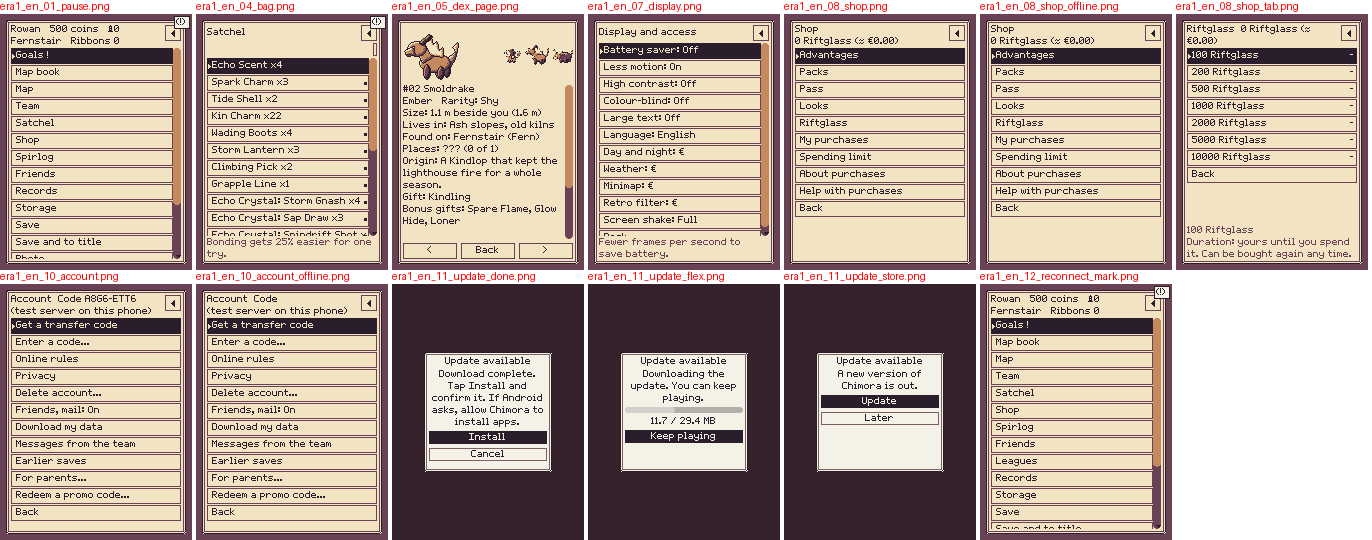 era1_en_01_pause.png
Rowan 500 coins 0
Fernstair Ribbons 0
Goals !
Map book
Map
Team
Satchel
Shop
Spirlog
Friends
Records
Storage
Save
Save and to title
Photo
era1_en_04_bag.png
Satchel
Echo Scent x4
Spark Charm x3
Tide Shell x2
Kin Charm x22
Wading Boots x4
Storm Lantern x3
Climbing Pick x2
Grapple Line x1
Echo Crystal: Storm Gnash x4
Echo Crystal: Sap Draw x3
Echo Crystal: Spindrift Shot x
Bonding gets 25% easier for one
try.
era1_en_05_dex_page.png
#02 Smoldrake
Ember Rarity: Shy
Size: 1.1 m beside you (1.6 m)
Lives in: Ash slopes, old kilns
Found on: Fernstair (Fern)
Places: ??? (0 of 1)
Origin: A Kindlop that kept the
lighthouse fire for a whole
season.
Gift: Kindling
Bonus gifts: Spare Flame, Glow
Hide, Loner
< Back >
era1_en_07_display.png
Display and access
Battery saver: Off
Less motion: On
High contrast: Off
Colour-blind: Off
Large text: Off
Language: English
Day and night: €
Weather: €
Minimap: €
Retro filter: €
Screen shake: Full
Back
Fewer frames per second to
save battery.
era1_en_08_shop.png
Shop
0 Riftglass (≈ €0.00)
Advantages
Packs
Pass
Looks
Riftglass
My purchases
Spending limit
About purchases
Help with purchases
Back
era1_en_08_shop_offline.png
Shop
0 Riftglass (≈ €0.00)
Advantages
Packs
Pass
Looks
Riftglass
My purchases
Spending limit
About purchases
Help with purchases
Back
era1_en_08_shop_tab.png
Riftglass 0 Riftglass (≈
€0.00)
100 Riftglass -
200 Riftglass -
500 Riftglass -
1000 Riftglass -
2000 Riftglass -
5000 Riftglass -
10000 Riftglass -
Back
100 Riftglass
Duration: yours until you spend
it. Can be bought again any time.
era1_en_10_account.png
Account Code A8G6-ETT6
(test server on this phone)
Get a transfer code
Enter a code...
Online rules
Privacy
Delete account...
Friends, mail: On
Download my data
Messages from the team
Earlier saves
For parents...
Redeem a promo code...
Back
era1_en_10_account_offline.png
Account Code
(test server on this phone)
Get a transfer code
Enter a code...
Online rules
Privacy
Delete account...
Friends, mail: On
Download my data
Messages from the team
Earlier saves
For parents...
Redeem a promo code...
Back
era1_en_11_update_done.png
Update available
Download complete.
Tap Install and
confirm it. If Android
asks, allow Chimora to
install apps.
Install
Cancel
era1_en_11_update_flex.png
Update available
Downloading the
update. You can keep
playing.
11.7 / 29.4 MB
Keep playing
era1_en_11_update_store.png
Update available
A new version of
Chimora is out.
Update
Later
era1_en_12_reconnect_mark.png
Rowan 500 coins 0
Fernstair Ribbons 0
Goals !
Map book
Map
Team
Satchel
Shop
Spirlog
Friends
Leagues
Records
Storage
Save
Save and to title